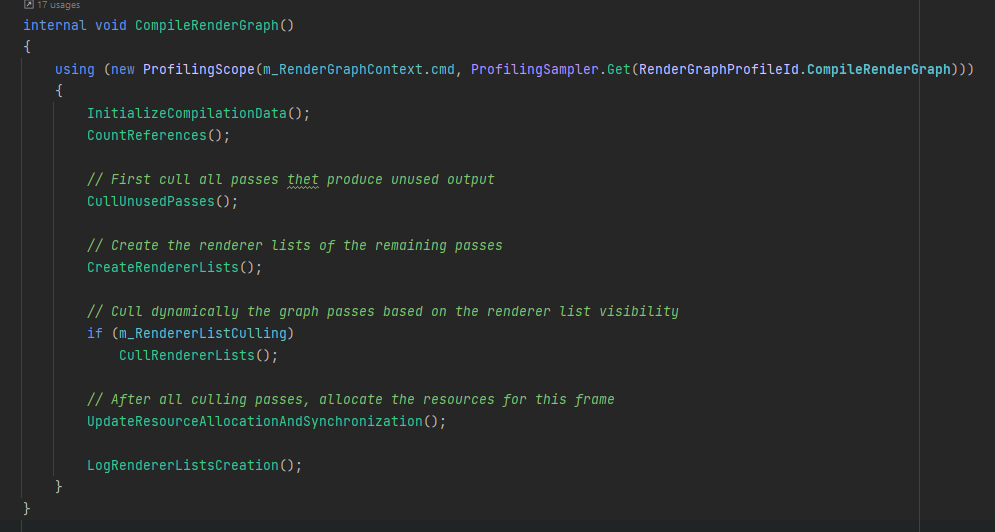 17 usages
internal void CompileRenderGraph()
{
using (new ProfilingScope(m_RenderGraphContext.cmd, ProfilingSampler.Get(RenderGraphProfileId.CompileRenderGraph)))
{
InitializeCompilationData();
CountReferences();
// First cull all passes thet produce unused output
CullUnusedPasses();
// Create the renderer lists of the remaining passes
CreateRendererLists();
// Cull dynamically the graph passes based on the renderer list visibility
if (m_RendererListCulling)
CullRendererLists();
// After all culling passes, allocate the resources for this frame
UpdateResourceAllocationAndSynchronization();
LogRendererListsCreation();
}
}